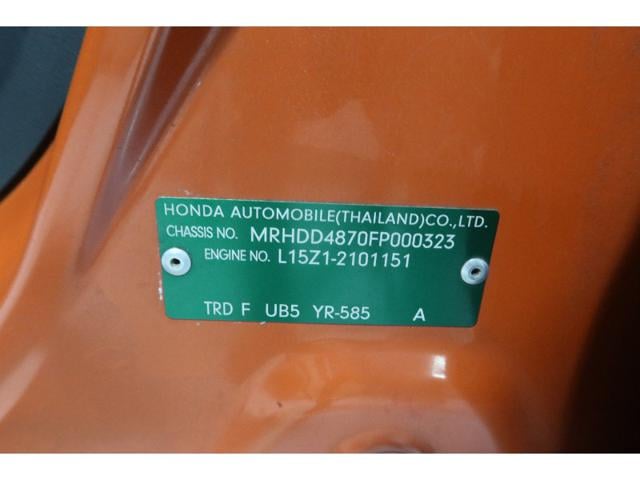 HONDA AUTOMOBILE(THAILAND)CO.,LTD.
CHASSIS NO. MRHDD4870FP000323
ENGINE NO. L15Z1-2101151
TRD F UB5 YR-585 A